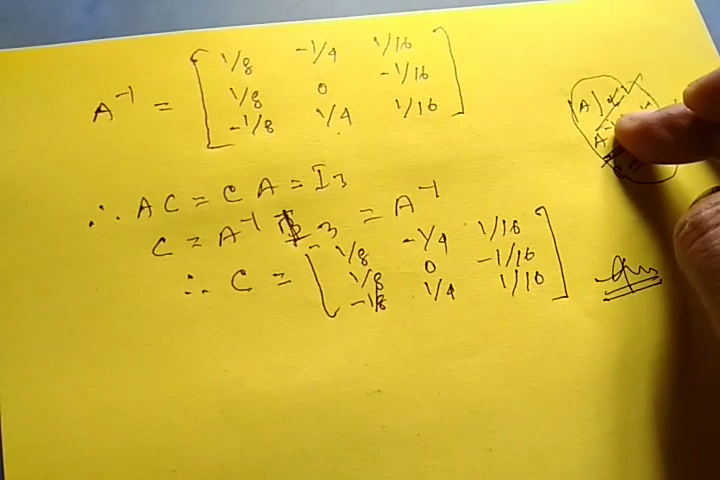 A⁻¹ = [ 1/8 -1/4 1/16
1/8 0 -1/16
-1/8 1/4 1/16 ]
∴ AC = CA = I3
C = A⁻¹ I3 = A⁻¹
∴ C = [ 1/8 -1/4 1/16
1/8 0 -1/16
-1/8 1/4 1/16 ] Ans